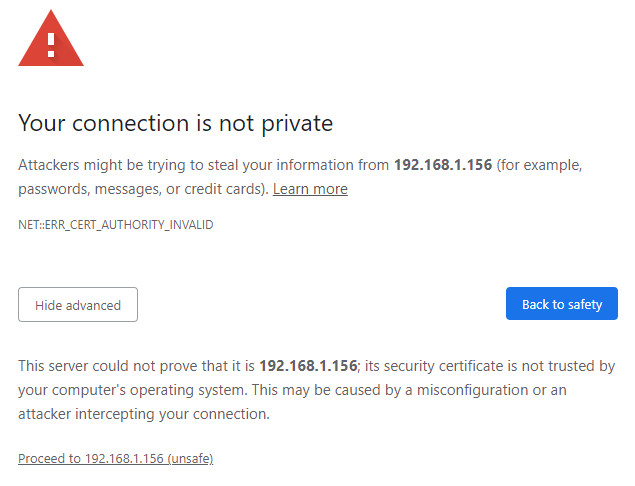 Your connection is not private
Attackers might be trying to steal your information from 192.168.1.156 (for example,
passwords, messages, or credit cards). Learn more
NET::ERR_CERT_AUTHORITY_INVALID
Hide advanced
Back to safety
This server could not prove that it is 192.168.1.156; its security certificate is not trusted by
your computer's operating system. This may be caused by a misconfiguration or an
attacker intercepting your connection.
Proceed to 192.168.1.156 (unsafe)